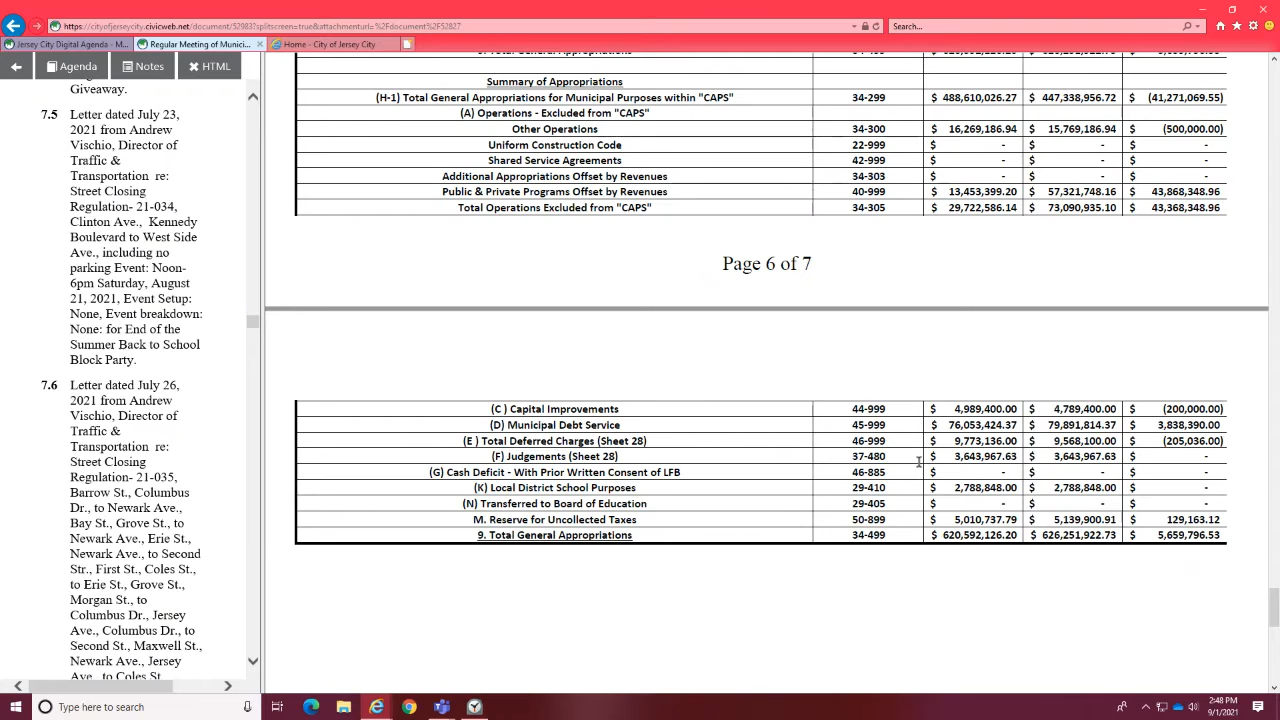 https://cityofjerseycity.civicweb.net/document/52983?splitscreen=true&attachmenturl=%2Fdocument%2F52827
Search...
Jersey City Digital Agenda - M...
Regular Meeting of Munici...
Home - City of Jersey City
Agenda
Notes
HTML
Giveaway.
7.5 Letter dated July 23,
2021 from Andrew
Vischio, Director of
Traffic &
Transportation re:
Street Closing
Regulation- 21-034,
Clinton Ave., Kennedy
Boulevard to West Side
Ave., including no
parking Event: Noon-
6pm Saturday, August
21, 2021, Event Setup:
None, Event breakdown:
None: for End of the
Summer Back to School
Block Party.
7.6 Letter dated July 26,
2021 from Andrew
Vischio, Director of
Traffic &
Transportation re:
Street Closing
Regulation- 21-035,
Barrow St., Columbus
Dr., to Newark Ave.,
Bay St., Grove St., to
Newark Ave., Erie St.,
Newark Ave., to Second
Str., First St., Coles St.,
to Erie St., Grove St.,
Morgan St., to
Columbus Dr., Jersey
Ave., Columbus Dr., to
Second St., Maxwell St.,
Newark Ave., Jersey
Ave., to Coles St.
Summary of Appropriations
(H-1) Total General Appropriations for Municipal Purposes within "CAPS" 34-299 $ 488,610,026.27 $ 447,338,956.72 $ (41,271,069.55)
(A) Operations - Excluded from "CAPS"
Other Operations 34-300 $ 16,269,186.94 $ 15,769,186.94 $ (500,000.00)
Uniform Construction Code 22-999 $ - $ - $ -
Shared Service Agreements 42-999 $ - $ - $ -
Additional Appropriations Offset by Revenues 34-303 $ - $ - $ -
Public & Private Programs Offset by Revenues 40-999 $ 13,453,399.20 $ 57,321,748.16 $ 43,868,348.96
Total Operations Excluded from "CAPS" 34-305 $ 29,722,586.14 $ 73,090,935.10 $ 43,368,348.96
Page 6 of 7
(C ) Capital Improvements 44-999 $ 4,989,400.00 $ 4,789,400.00 $ (200,000.00)
(D) Municipal Debt Service 45-999 $ 76,053,424.37 $ 79,891,814.37 $ 3,838,390.00
(E ) Total Deferred Charges (Sheet 28) 46-999 $ 9,773,136.00 $ 9,568,100.00 $ (205,036.00)
(F) Judgements (Sheet 28) 37-480 $ 3,643,967.63 $ 3,643,967.63 $ -
(G) Cash Deficit - With Prior Written Consent of LFB 46-885 $ - $ - $ -
(K) Local District School Purposes 29-410 $ 2,788,848.00 $ 2,788,848.00 $ -
(N) Transferred to Board of Education 29-405 $ - $ - $ -
M. Reserve for Uncollected Taxes 50-899 $ 5,010,737.79 $ 5,139,900.91 $ 129,163.12
9. Total General Appropriations 34-499 $ 620,592,126.20 $ 626,251,922.73 $ 5,659,796.53
Type here to search
2:48 PM
9/1/2021